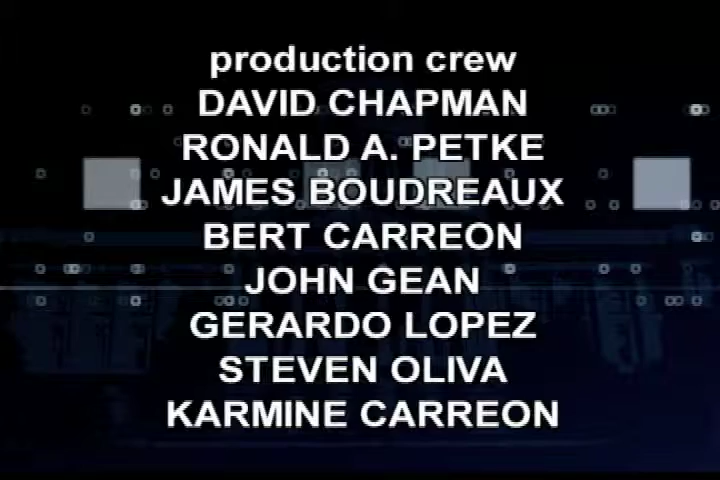 production crew
DAVID CHAPMAN
RONALD A. PETKE
JAMES BOUDREAUX
BERT CARREON
JOHN GEAN
GERARDO LOPEZ
STEVEN OLIVA
KARMINE CARREON